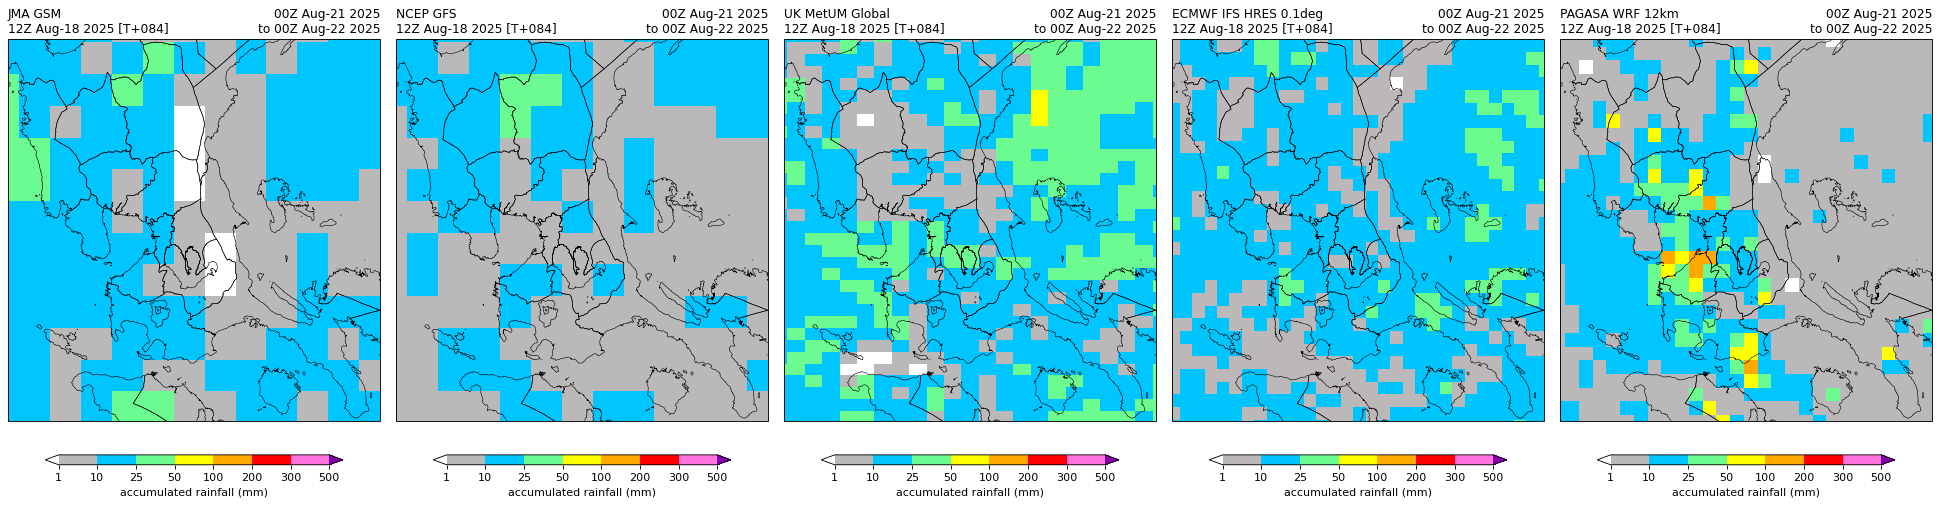 JMA GSM 00Z Aug-21 2025
12Z Aug-18 2025 [T+084] to 00Z Aug-22 2025
NCEP GFS 00Z Aug-21 2025
12Z Aug-18 2025 [T+084] to 00Z Aug-22 2025
UK MetUM Global 00Z Aug-21 2025
12Z Aug-18 2025 [T+084] to 00Z Aug-22 2025
ECMWF IFS HRES 0.1deg 00Z Aug-21 2025
12Z Aug-18 2025 [T+084] to 00Z Aug-22 2025
PAGASA WRF 12km 00Z Aug-21 2025
12Z Aug-18 2025 [T+084] to 00Z Aug-22 2025
1 10 25 50 100 200 300 500
accumulated rainfall (mm)
1 10 25 50 100 200 300 500
accumulated rainfall (mm)
1 10 25 50 100 200 300 500
accumulated rainfall (mm)
1 10 25 50 100 200 300 500
accumulated rainfall (mm)
1 10 25 50 100 200 300 500
accumulated rainfall (mm)